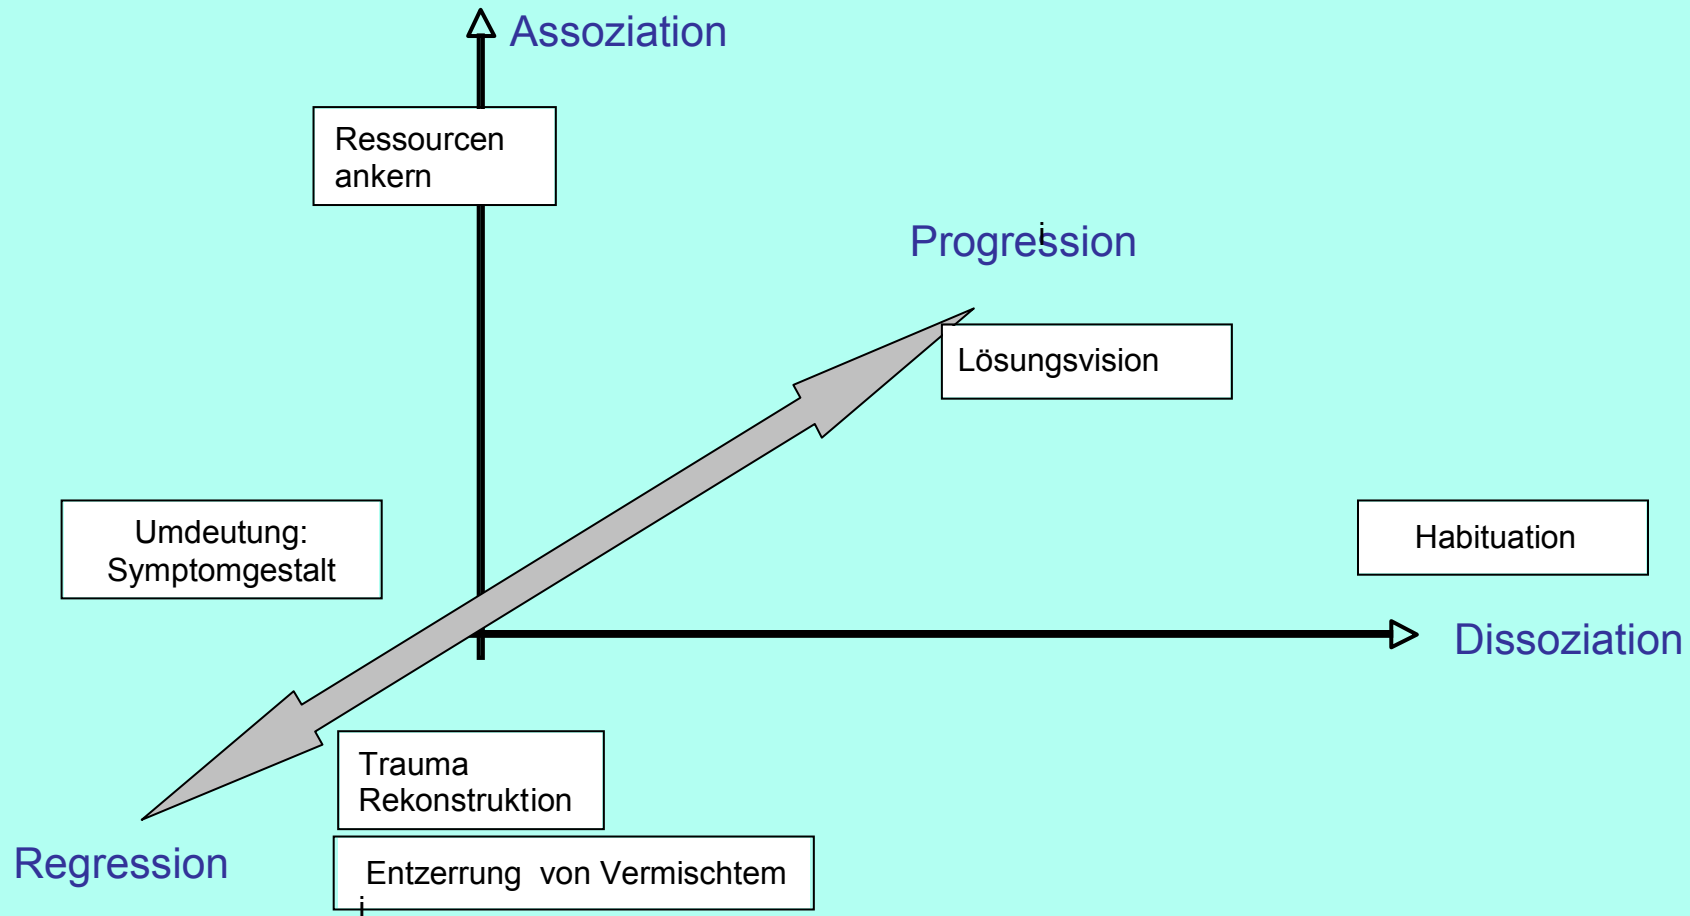 Assoziation
Ressourcen
ankern
Progression
i
Lösungsvision
Umdeutung:
Symptomgestalt
Habituation
Dissoziation
Trauma
Rekonstruktion
Regression
Entzerrung von Vermischtem
i